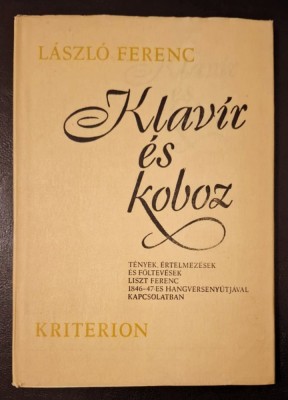 LÁSZLÓ FERENC
Klavír
és
koboz
TÉNYEK, ÉRTELMEZÉSEK
ÉS FÖLTEVÉSEK
LISZT FERENC
1846–47-ES HANGVERSENYÚTJÁVAL
KAPCSOLATBAN
KRITERION